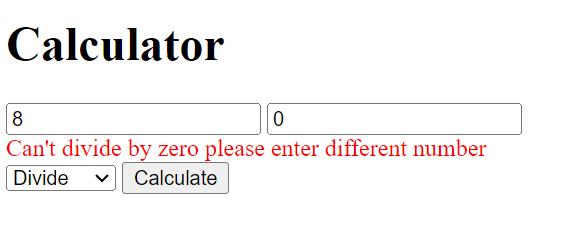 Calculator
8 0
Can't divide by zero please enter different number
Divide Calculate